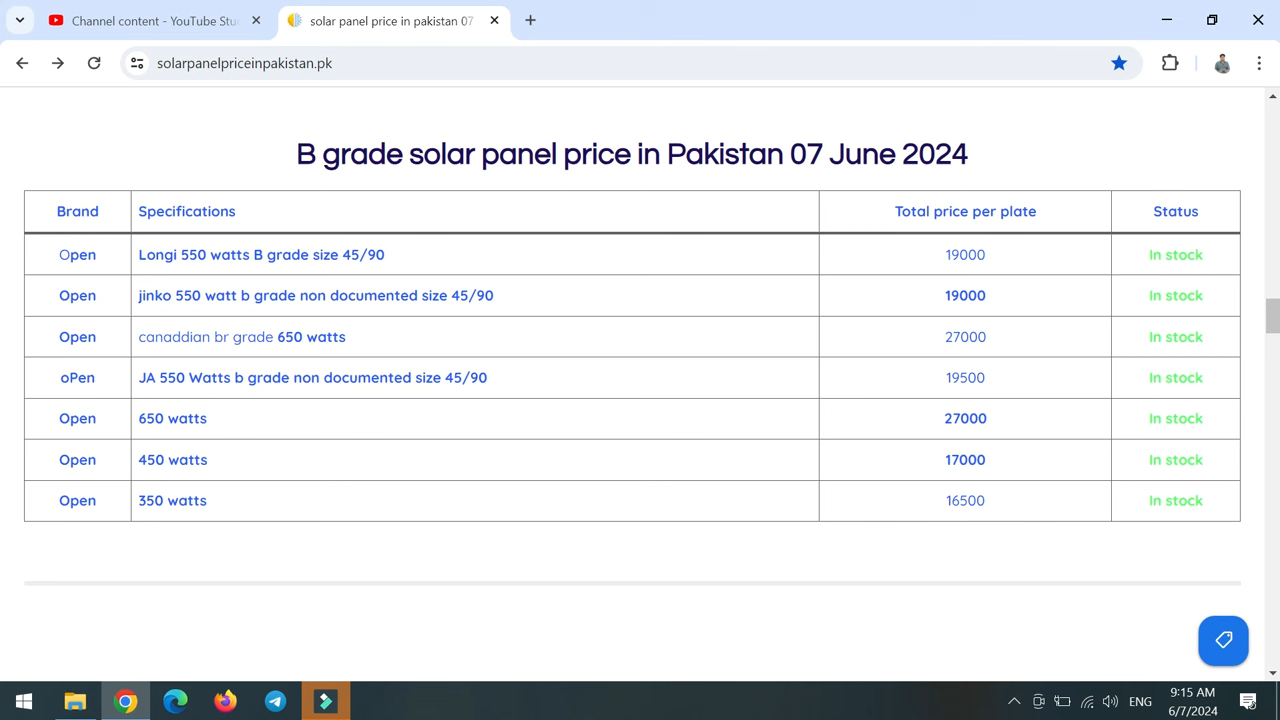 Channel content - YouTube Stu
solar panel price in pakistan 07
solarpanelpriceinpakistan.pk
B grade solar panel price in Pakistan 07 June 2024
Brand Specifications Total price per plate Status
Open Longi 550 watts B grade size 45/90 19000 In stock
Open jinko 550 watt b grade non documented size 45/90 19000 In stock
Open canaddian br grade 650 watts 27000 In stock
oPen JA 550 Watts b grade non documented size 45/90 19500 In stock
Open 650 watts 27000 In stock
Open 450 watts 17000 In stock
Open 350 watts 16500 In stock
ENG
9:15 AM
6/7/2024